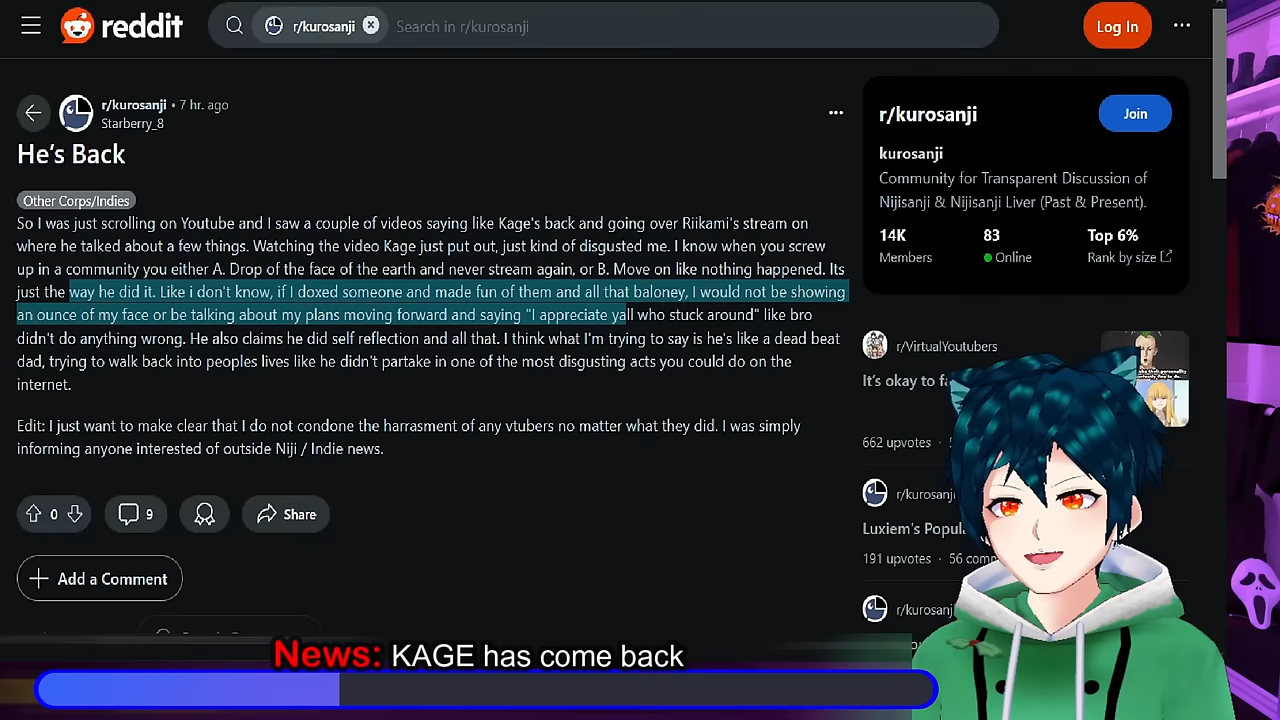 reddit
r/kurosanji
Search in r/kurosanji
Log In
r/kurosanji • 7 hr. ago
Starberry_8
He's Back
Other Corps/Indies
So I was just scrolling on Youtube and I saw a couple of videos saying like Kage's back and going over Riikami's stream on
where he talked about a few things. Watching the video Kage just put out, just kind of disgusted me. I know when you screw
up in a community you either A. Drop of the face of the earth and never stream again, or B. Move on like nothing happened. Its
just the way he did it. Like i don't know, if I doxed someone and made fun of them and all that baloney, I would not be showing
an ounce of my face or be talking about my plans moving forward and saying "I appreciate yall who stuck around" like bro
didn't do anything wrong. He also claims he did self reflection and all that. I think what I'm trying to say is he's like a dead beat
dad, trying to walk back into peoples lives like he didn't partake in one of the most disgusting acts you could do on the
internet.
Edit: I just want to make clear that I do not condone the harrasment of any vtubers no matter what they did. I was simply
informing anyone interested of outside Niji / Indie news.
0
9
Share
Add a Comment
r/kurosanji
Join
kurosanji
Community for Transparent Discussion of
Nijisanji & Nijisanji Liver (Past & Present).
14K
83
Top 6%
Members
Online
Rank by size
r/VirtualYoutubers
It's okay to
662 upvotes
r/kurosanji
Luxiem's
191 upvotes • 56
r/kurosanji
News: KAGE has come back